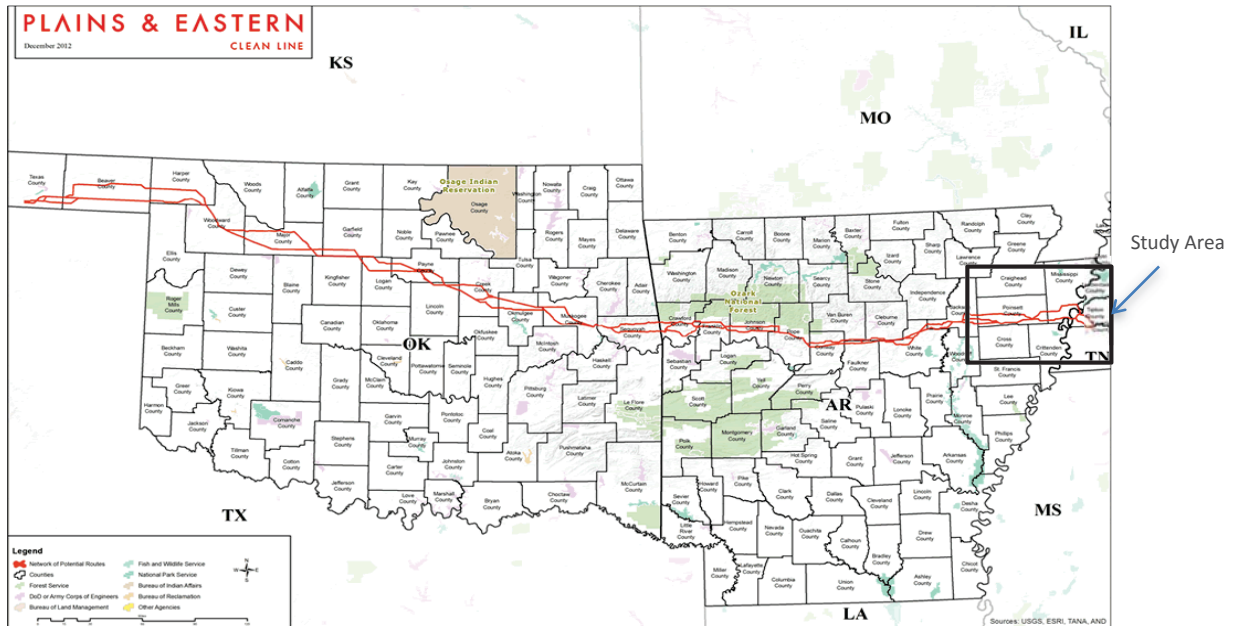 PLAINS & EASTERN
CLEAN LINE
December 2012
KS
IL
MO
Study Area
Texas County
Beaver County
Harper County
Woods County
Alfalfa County
Grant County
Kay County
Osage Indian Reservation
Osage County
Washington County
Nowata County
Craig County
Ottawa County
Woodward County
Major County
Garfield County
Noble County
Pawnee County
Rogers County
Mayes County
Delaware County
Tulsa County
Ellis County
Dewey County
Blaine County
Kingfisher County
Logan County
Payne County
Creek County
Wagoner County
Cherokee County
Adair County
Roger Mills County
Custer County
Canadian County
Oklahoma County
Lincoln County
Okfuskee County
Okmulgee County
Muskogee County
Sequoyah County
McIntosh County
Haskell County
Beckham County
Washita County
Caddo County
Grady County
Cleveland County
McClain County
Pottawatomie County
Seminole County
Hughes County
Pittsburg County
Latimer County
Le Flore County
OK
Greer County
Kiowa County
Harmon County
Jackson County
Comanche County
Tillman County
Cotton County
Stephens County
Jefferson County
Garvin County
Murray County
Carter County
Love County
Pontotoc County
Johnston County
Marshall County
Coal County
Atoka County
Bryan County
Pushmataha County
Choctaw County
McCurtain County
Benton County
Carroll County
Boone County
Marion County
Baxter County
Fulton County
Randolph County
Clay County
Washington County
Madison County
Newton County
Searcy County
Stone County
Izard County
Sharp County
Lawrence County
Greene County
Independence County
Craighead County
Mississippi County
Ozark National Forest
Crawford County
Franklin County
Johnson County
Pope County
Van Buren County
Cleburne County
Poinsett County
Tipton County
Cross County
Crittenden County
TN
Sebastian County
Logan County
Conway County
Faulkner County
White County
St. Francis County
Scott County
Yell County
Perry County
AR
Pulaski County
Lonoke County
Prairie County
Monroe County
Lee County
Phillips County
Polk County
Montgomery County
Garland County
Saline County
Hot Spring County
Grant County
Jefferson County
Arkansas County
Sevier County
Howard County
Pike County
Clark County
Dallas County
Cleveland County
Lincoln County
Desha County
Little River County
Hempstead County
Nevada County
Ouachita County
Calhoun County
Bradley County
Drew County
Miller County
Lafayette County
Columbia County
Union County
Ashley County
Chicot County
TX
MS
LA
Legend
Network of Potential Routes
Counties
Forest Service
DoD or Army Corps of Engineers
Bureau of Land Management
Fish and Wildlife Service
National Park Service
Bureau of Indian Affairs
Bureau of Reclamation
Other Agencies
N
W
E
S
Sources: USGS, ESRI, TANA, AND